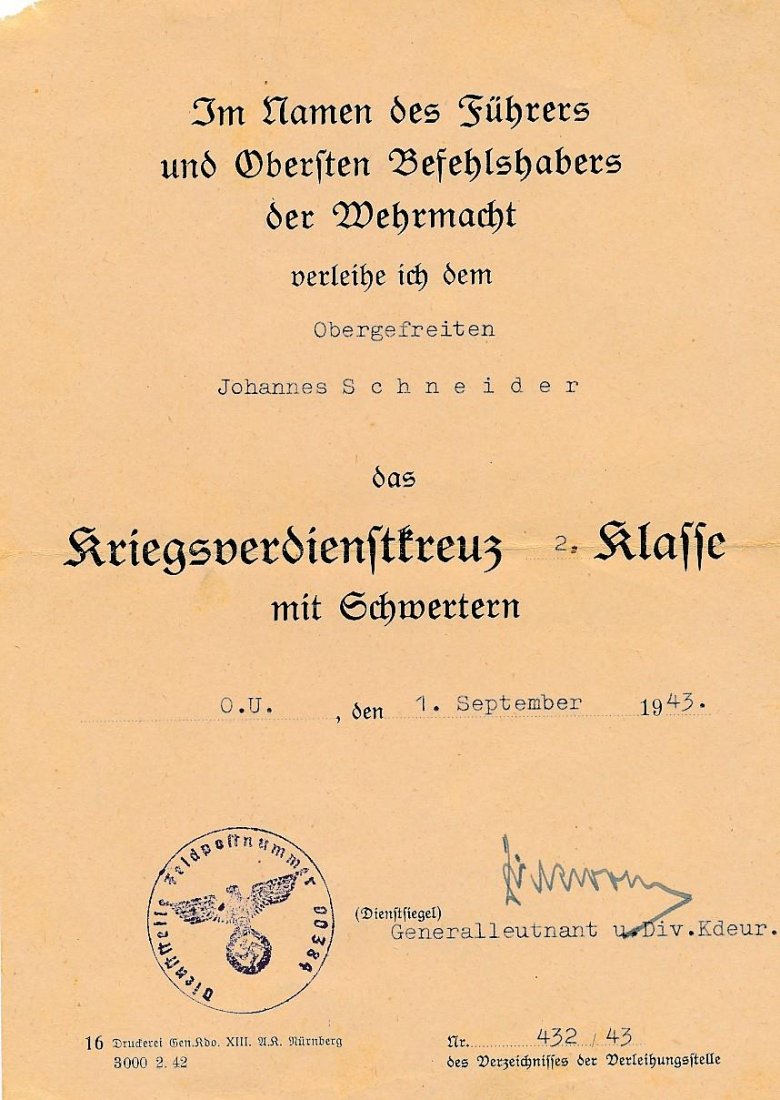 Im Namen des Führers
und Oberſten Befehlshabers
der Wehrmacht
verleihe ich dem
Obergefreiten
Johannes S c h n e i d e r
das
Kriegsverdienſtkreuz 2. Klaſſe
mit Schwertern
O.U. , den 1. September 1943.
Dienſtſtelle Feldpoſtnummer 00384
(Dienſtſiegel)
Generalleutnant u.Div.Kdeur.
16 Druckerei Gen.Kdo. XIII. A.K. Nürnberg
3000 2. 42
Nr. 432 / 43
des Verzeichniſſes der Verleihungsſtelle